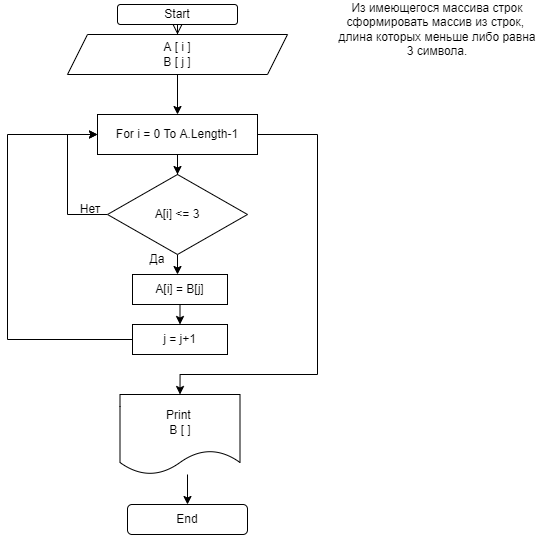 Start
Из имеющегося массива строк
сформировать массив из строк,
длина которых меньше либо равна
3 символа.
A [ i ]
B [ j ]
For i = 0 To A.Length-1
Нет
A[i] <= 3
Да
A[i] = B[j]
j = j+1
Print
B [ ]
End